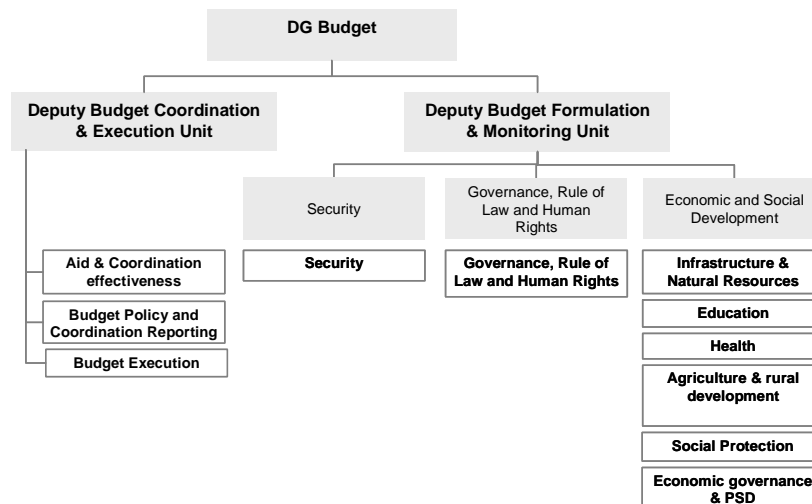 DG Budget
Deputy Budget Coordination
& Execution Unit
Deputy Budget Formulation
& Monitoring Unit
Security
Governance, Rule of
Law and Human
Rights
Economic and Social
Development
Aid & Coordination
effectiveness
Budget Policy and
Coordination Reporting
Budget Execution
Security
Governance, Rule of
Law and Human Rights
Infrastructure &
Natural Resources
Education
Health
Agriculture & rural
development
Social Protection
Economic governance
& PSD